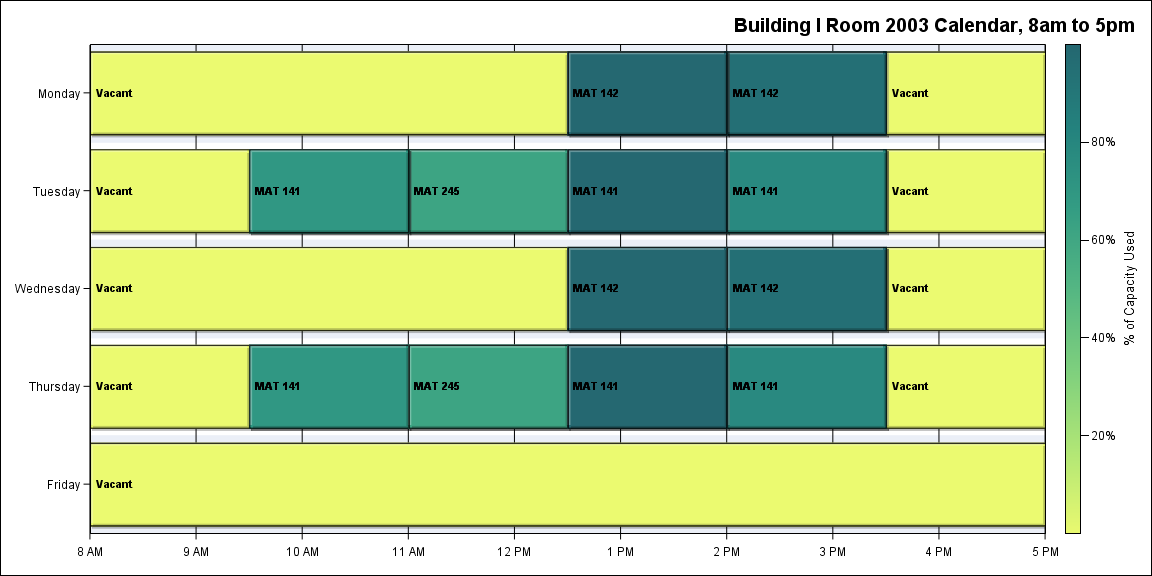 Building I Room 2003 Calendar, 8am to 5pm
Monday
Vacant
MAT 142
MAT 142
Vacant
Tuesday
Vacant
MAT 141
MAT 245
MAT 141
MAT 141
Vacant
Wednesday
Vacant
MAT 142
MAT 142
Vacant
Thursday
Vacant
MAT 141
MAT 245
MAT 141
MAT 141
Vacant
Friday
Vacant
8 AM
9 AM
10 AM
11 AM
12 PM
1 PM
2 PM
3 PM
4 PM
5 PM
80%
60%
40%
20%
% of Capacity Used